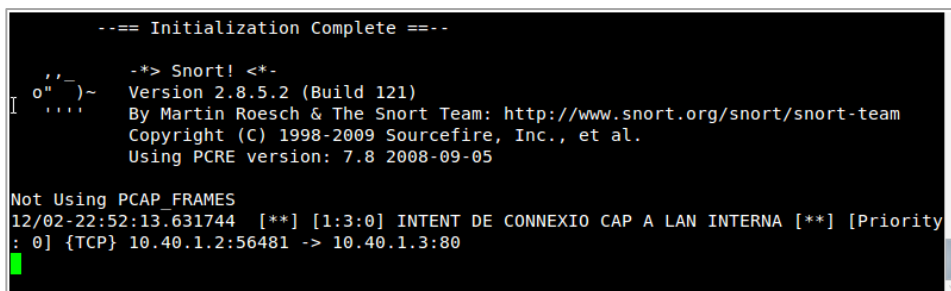 --== Initialization Complete ==--
,,_     -*> Snort! <*-
o"  )~   Version 2.8.5.2 (Build 121)
''''    By Martin Roesch & The Snort Team: http://www.snort.org/snort/snort-team
Copyright (C) 1998-2009 Sourcefire, Inc., et al.
Using PCRE version: 7.8 2008-09-05
Not Using PCAP_FRAMES
12/02-22:52:13.631744  [**] [1:3:0] INTENT DE CONNEXIO CAP A LAN INTERNA [**] [Priority
: 0] {TCP} 10.40.1.2:56481 -> 10.40.1.3:80